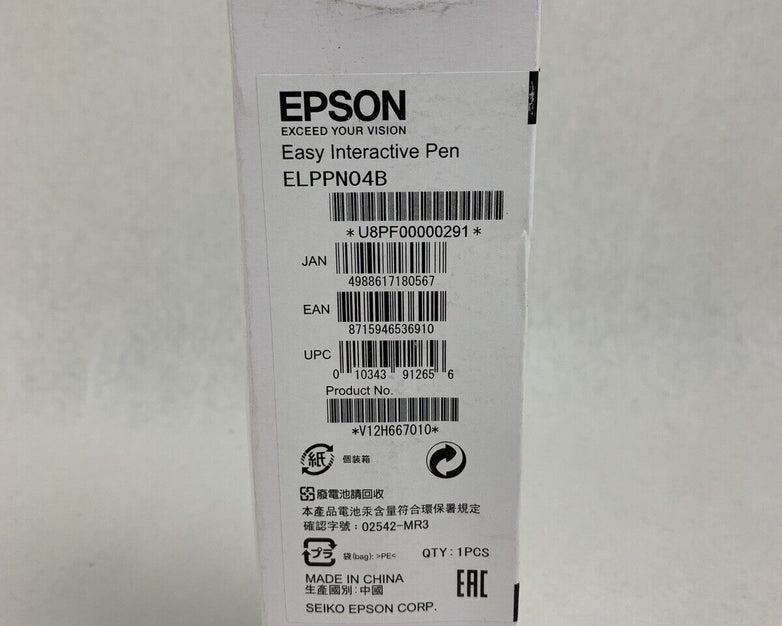 EPSON
EXCEED YOUR VISION
Easy Interactive Pen
ELPPN04B
*U8PF00000291*
JAN
4988617180567
EAN
8715946536910
UPC
0 10343 91265 6
Product No.
*V12H667010*
紙 個装箱
廢電池請回收
本產品電池汞含量符合環保署規定
確認字號：02542-MR3
プラ 袋(bag): >PE< QTY：1PCS
MADE IN CHINA
生產國別：中國
EAC
SEIKO EPSON CORP.